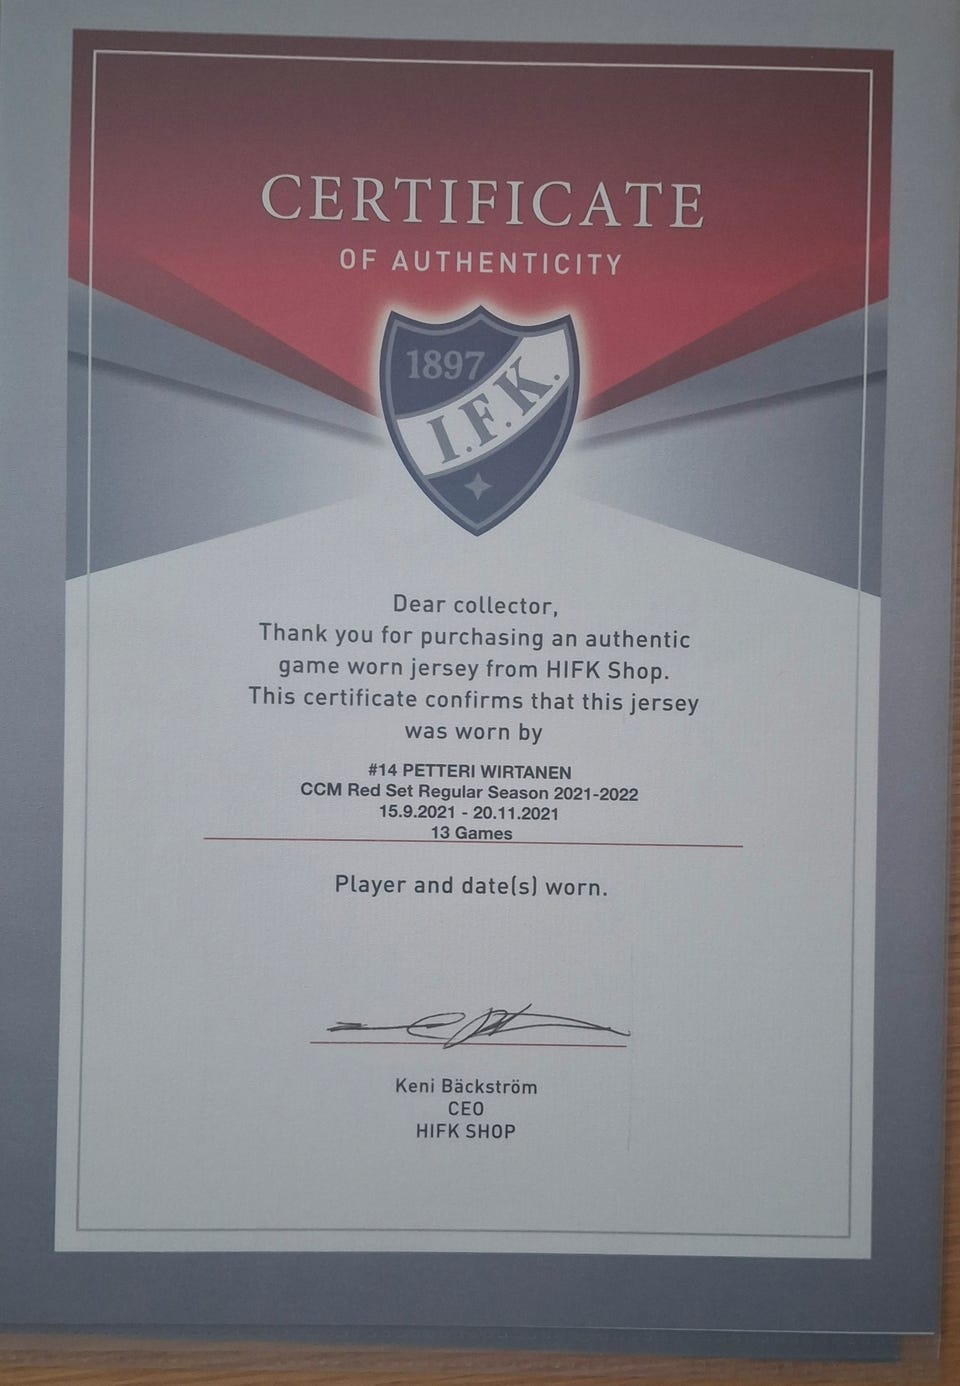 CERTIFICATE
OF AUTHENTICITY
1897
I.F.K.
Dear collector,
Thank you for purchasing an authentic
game worn jersey from HIFK Shop.
This certificate confirms that this jersey
was worn by
#14 PETTERI WIRTANEN
CCM Red Set Regular Season 2021-2022
15.9.2021 - 20.11.2021
13 Games
Player and date(s) worn.
Keni Bäckström
CEO
HIFK SHOP